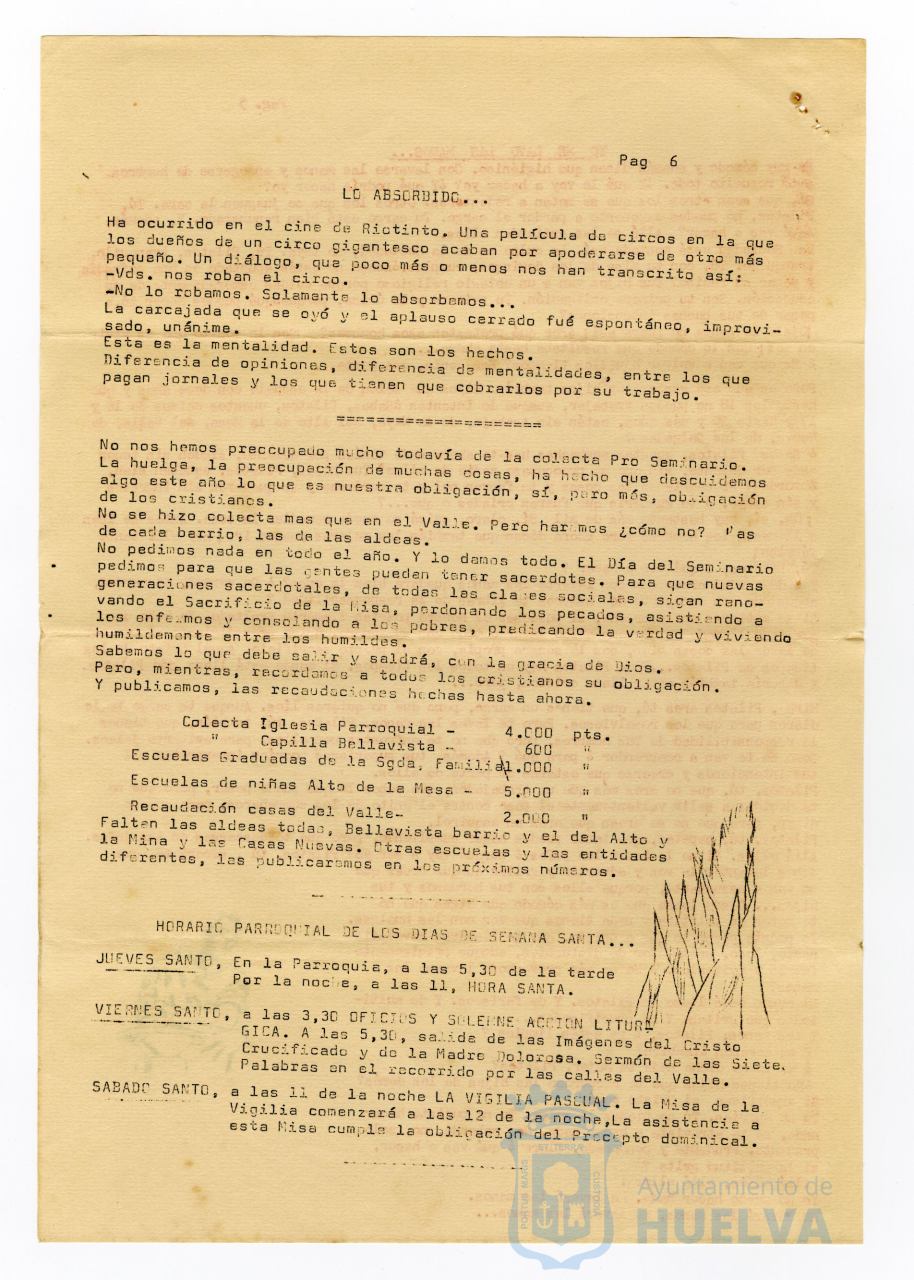 Pag 6
LO ABSORBIDO...
Ha ocurrido en el cine de Riotinto. Una película de circos en la que
los dueños de un circo gigantesco acaban por apoderarse de otro más
pequeño. Un diálogo, que poco más o menos nos han transcrito así:
-Vds. nos roban el circo.
-No lo robamos. Solamente lo absorbemos...
La carcajada que se oyó y el aplauso cerrado fué espontáneo, improvi-
sado, unánime.
Esta es la mentalidad. Estos son los hechos.
Diferencia de opiniones, diferencia de mentalidades, entre los que
pagan jornales y los que tienen que cobrarlos por su trabajo.
=====================
No nos hemos preocupado mucho todavía de la colecta Pro Seminario.
La huelga, la preocupación de muchas cosas, ha hecho que descuidemos
algo este año lo que es nuestra obligación, sí, pero más, obligación
de los cristianos.
No se hizo colecta mas que en el Valle. Pero haremos ¿cómo no? as
de cada barrio, las de las aldeas.
No pedimos nada en todo el año. Y lo damos todo. El Día del Seminario
pedimos para que las gentes puedan tener sacerdotes. Para que nuevas
generaciones sacerdotales, de todas las clases sociales, sigan reno-
vando el Sacrificio de la Misa, perdonando los pecados, asistiendo a
los enfermos y consolando a los pobres, predicando la verdad y viviendo
humildemente entre los humildes.
Sabemos lo que debe salir y saldrá, con la gracia de Dios.
Pero, mientras, recordamos a todos los cristianos su obligación.
Y publicamos, las recaudaciones hechas hasta ahora.
Colecta Iglesia Parroquial - 4.000 pts.
" Capilla Bellavista - 600 "
Escuelas Graduadas de la Sgda, Familia 1.000 "
Escuelas de niñas Alto de la Mesa - 5.000 "
Recaudación casas del Valle- 2.000 "
Faltan las aldeas todas, Bellavista barrio y el del Alto y
la Mina y las Casas Nuevas. Otras escuelas y las entidades
diferentes, las publicaremos en los próximos números.
HORARIO PARROQUIAL DE LOS DIAS DE SEMANA SANTA...
JUEVES SANTO, En la Parroquia, a las 5,30 de la tarde
Por la noche, a las 11, HORA SANTA.
VIERNES SANTO, a las 3,30 OFICIOS Y SOLEMNE ACCION LITUR
GICA. A las 5,30, salida de las Imágenes del Cristo
Crucificado y de la Madre Dolorosa. Sermón de las Siete
Palabras en el recorrido por las calles del Valle.
SABADO SANTO, a las 11 de la noche LA VIGILIA PASCUAL. La Misa de la
Vigilia comenzará a las 12 de la noche,La asistencia a
esta Misa cumple la obligación del Precepto dominical.
PORTUS MARIS ET TERRAE CUSTODIA
Ayuntamiento de
HUELVA